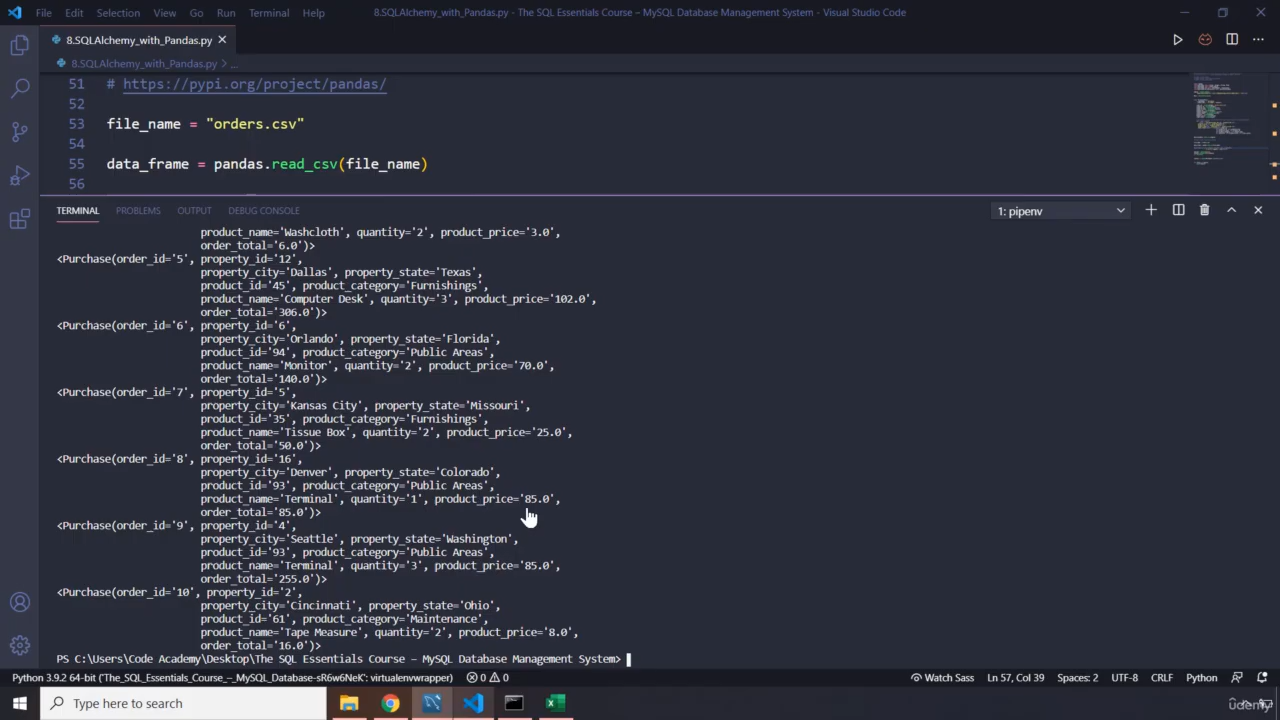 File Edit Selection View Go Run Terminal Help 8.SQLAlchemy_with_Pandas.py - The SQL Essentials Course – MySQL Database Management System - Visual Studio Code
8.SQLAlchemy_with_Pandas.py
8.SQLAlchemy_with_Pandas.py > ...
51 # https://pypi.org/project/pandas/
52
53 file_name = "orders.csv"
54
55 data_frame = pandas.read_csv(file_name)
56
TERMINAL PROBLEMS OUTPUT DEBUG CONSOLE 1: pipenv
product_name='Washcloth', quantity='2', product_price='3.0',
order_total='6.0')>
<Purchase(order_id='5', property_id='12',
property_city='Dallas', property_state='Texas',
product_id='45', product_category='Furnishings',
product_name='Computer Desk', quantity='3', product_price='102.0',
order_total='306.0')>
<Purchase(order_id='6', property_id='6',
property_city='Orlando', property_state='Florida',
product_id='94', product_category='Public Areas',
product_name='Monitor', quantity='2', product_price='70.0',
order_total='140.0')>
<Purchase(order_id='7', property_id='5',
property_city='Kansas City', property_state='Missouri',
product_id='35', product_category='Furnishings',
product_name='Tissue Box', quantity='2', product_price='25.0',
order_total='50.0')>
<Purchase(order_id='8', property_id='16',
property_city='Denver', property_state='Colorado',
product_id='93', product_category='Public Areas',
product_name='Terminal', quantity='1', product_price='85.0',
order_total='85.0')>
<Purchase(order_id='9', property_id='4',
property_city='Seattle', property_state='Washington',
product_id='93', product_category='Public Areas',
product_name='Terminal', quantity='3', product_price='85.0',
order_total='255.0')>
<Purchase(order_id='10', property_id='2',
property_city='Cincinnati', property_state='Ohio',
product_id='61', product_category='Maintenance',
product_name='Tape Measure', quantity='2', product_price='8.0',
order_total='16.0')>
PS C:\Users\Code Academy\Desktop\The SQL Essentials Course – MySQL Database Management System>
Python 3.9.2 64-bit ('The_SQL_Essentials_Course_–_MySQL_Database-sR6w6NeK': virtualenvwrapper) 0 0 Watch Sass Ln 57, Col 39 Spaces: 2 UTF-8 CRLF Python
Type here to search
Udemy